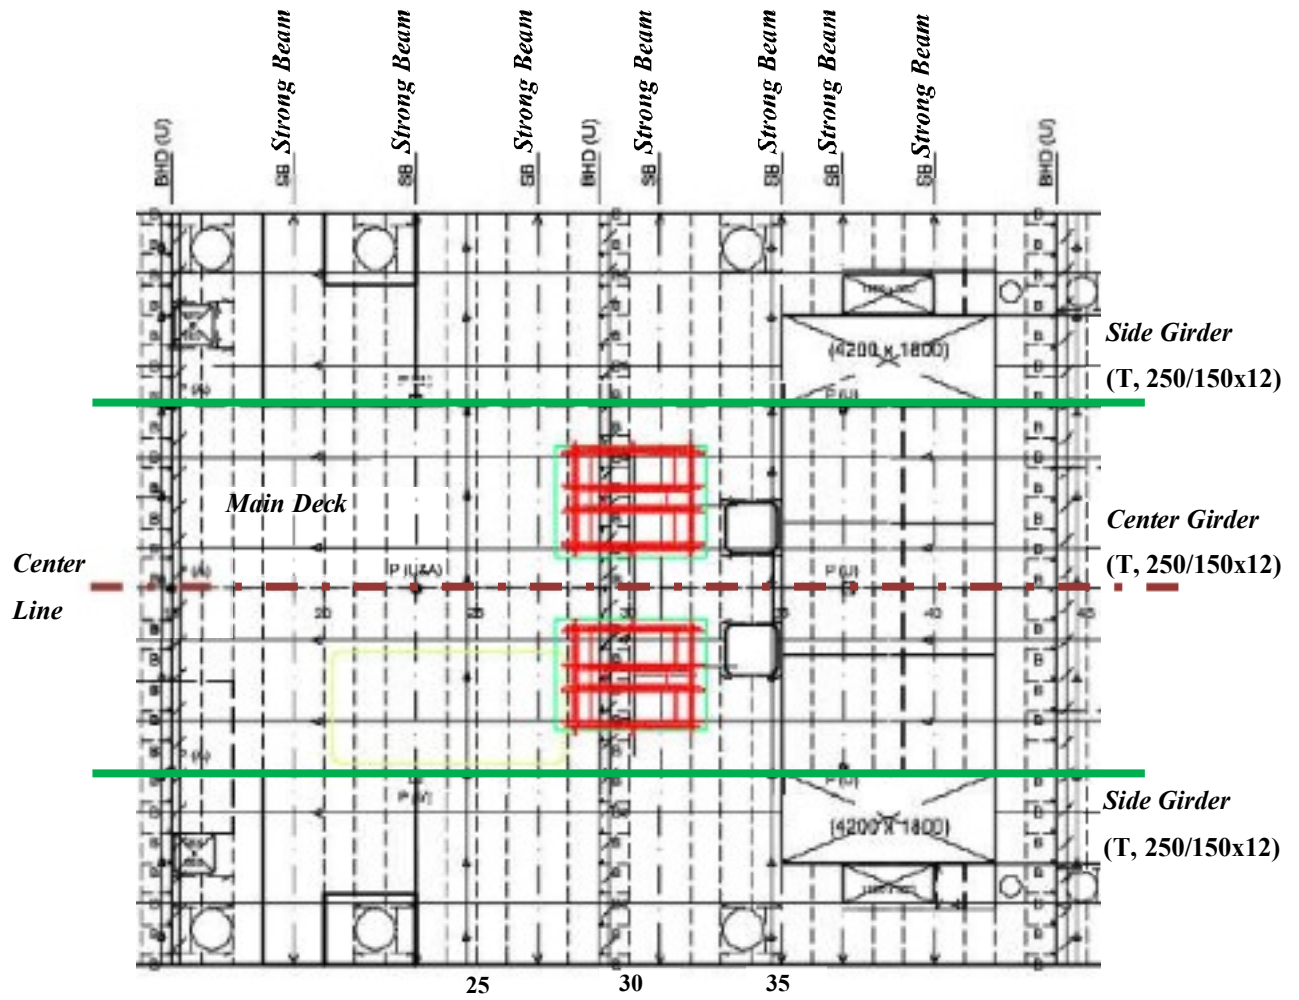 Strong Beam
Strong Beam
Strong Beam
Strong Beam
Strong Beam
Strong Beam
Strong Beam
BHD (U)
SB
SB
SB
BHD (U)
SB
SB
SB
SB
BHD (U)
(4200 x 1800)
Side Girder
(T, 250/150x12)
P (A)
P (U)
Main Deck
Center Girder
(T, 250/150x12)
Center
Line
P (A)
P (U&A)
P (U)
20
25
30
35
40
45
P (A)
P (U)
Side Girder
(T, 250/150x12)
(4200 x 1800)
25
30
35